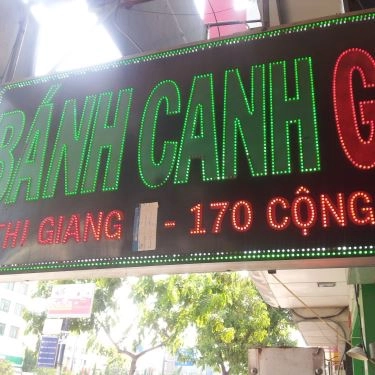 BÁNH CANH G
THI GIANG - 170 CỘNG